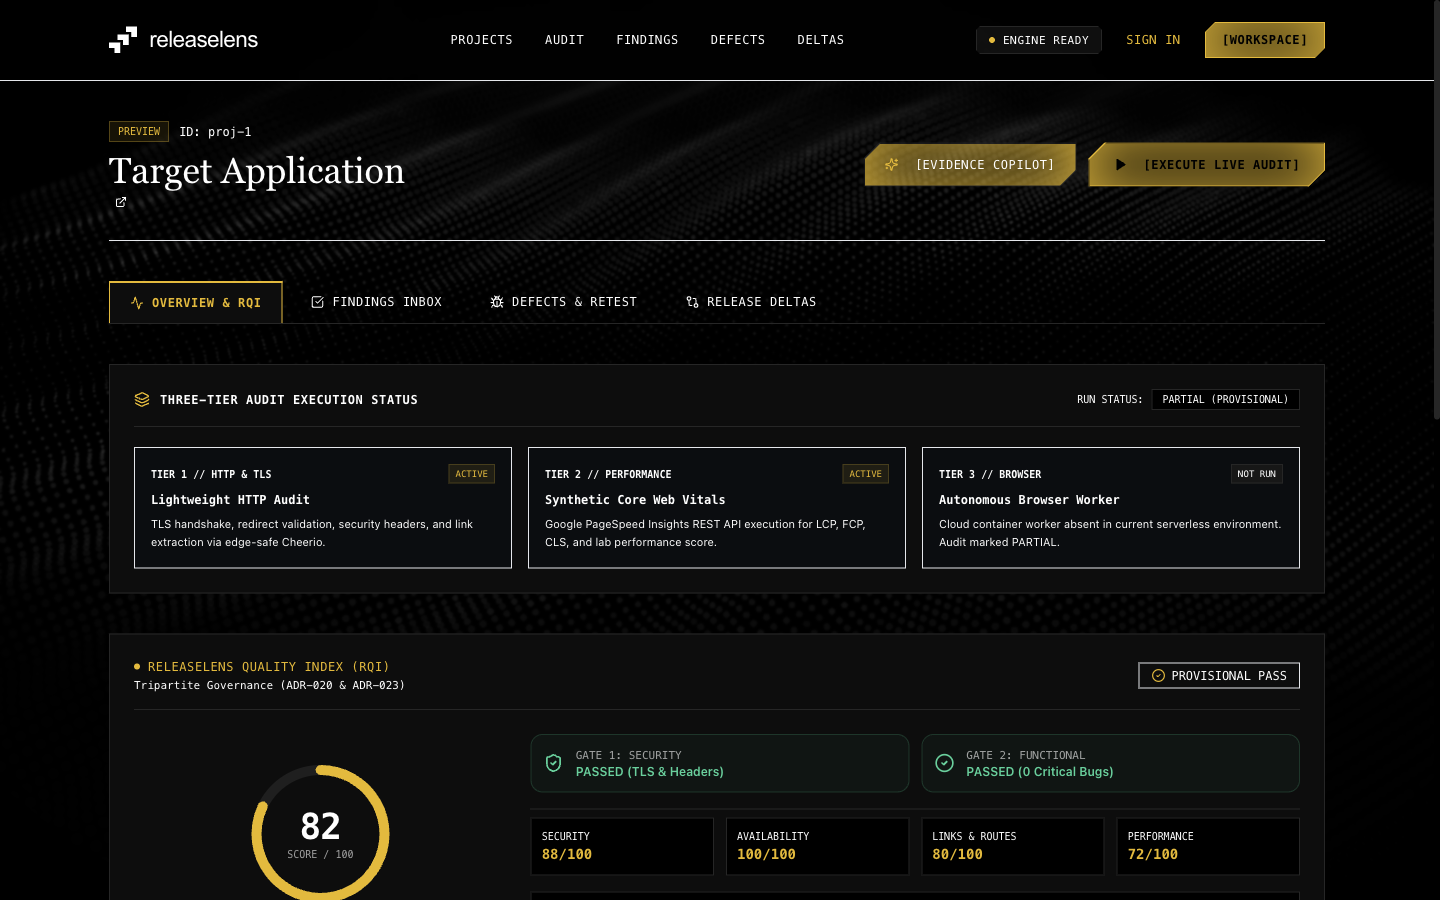 releaselens
PROJECTS AUDIT FINDINGS DEFECTS DELTAS
ENGINE READY
SIGN IN
[WORKSPACE]
PREVIEW ID: proj-1
Target Application
[EVIDENCE COPILOT]
[EXECUTE LIVE AUDIT]
OVERVIEW & RQI
FINDINGS INBOX
DEFECTS & RETEST
RELEASE DELTAS
THREE-TIER AUDIT EXECUTION STATUS
RUN STATUS: PARTIAL (PROVISIONAL)
TIER 1 // HTTP & TLS
ACTIVE
Lightweight HTTP Audit
TLS handshake, redirect validation, security headers, and link
extraction via edge-safe Cheerio.
TIER 2 // PERFORMANCE
ACTIVE
Synthetic Core Web Vitals
Google PageSpeed Insights REST API execution for LCP, FCP,
CLS, and lab performance score.
TIER 3 // BROWSER
NOT RUN
Autonomous Browser Worker
Cloud container worker absent in current serverless environment.
Audit marked PARTIAL.
RELEASELENS QUALITY INDEX (RQI)
Tripartite Governance (ADR-020 & ADR-023)
PROVISIONAL PASS
82
SCORE / 100
GATE 1: SECURITY
PASSED (TLS & Headers)
GATE 2: FUNCTIONAL
PASSED (0 Critical Bugs)
SECURITY
88/100
AVAILABILITY
100/100
LINKS & ROUTES
80/100
PERFORMANCE
72/100